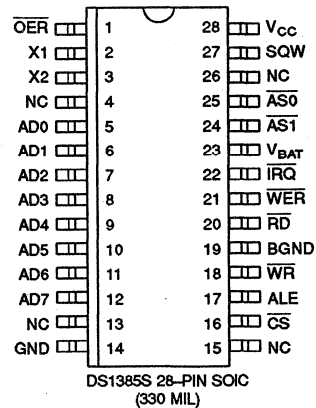 OER 1 28 VCC
X1 2 27 SQW
X2 3 26 NC
NC 4 25 AS0
AD0 5 24 AS1
AD1 6 23 VBAT
AD2 7 22 IRQ
AD3 8 21 WER
AD4 9 20 RD
AD5 10 19 BGND
AD6 11 18 WR
AD7 12 17 ALE
NC 13 16 CS
GND 14 15 NC
DS1385S 28–PIN SOIC
(330 MIL)